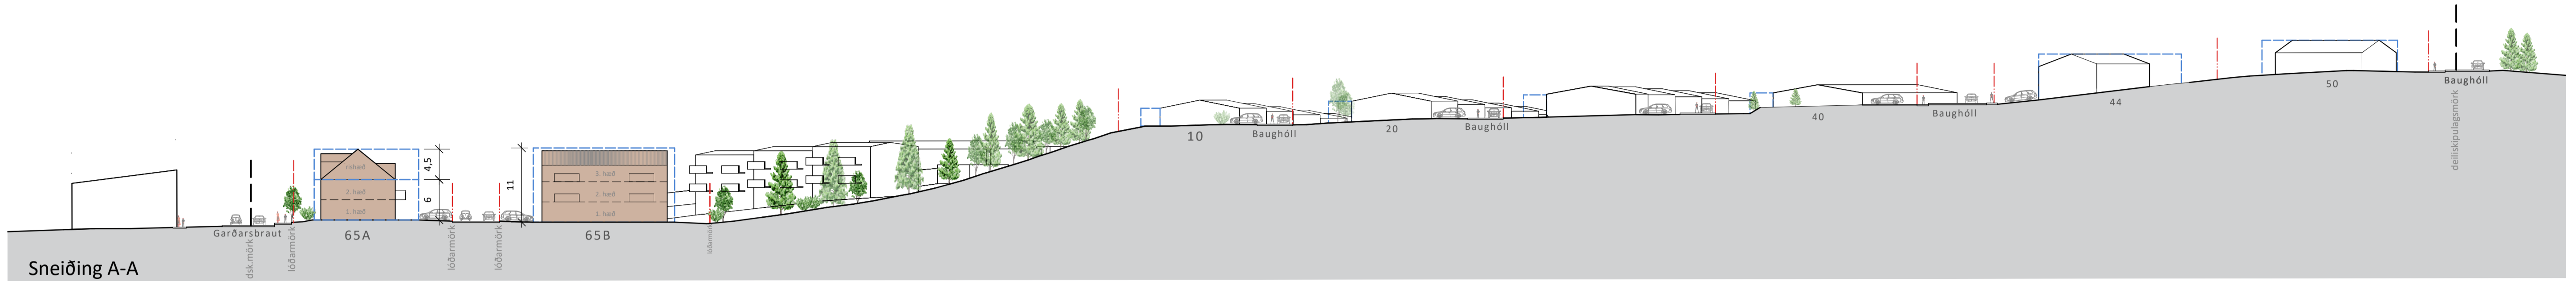 Sneiðing A-A
Garðarsbraut
dsk.mörk
lóðarmörk
65A
rishæð
2. hæð
1. hæð
4,5
6
lóðarmörk
lóðarmörk
11
65B
3. hæð
2. hæð
1. hæð
lóðarmörk
10
Baughóll
20
Baughóll
40
Baughóll
44
50
Baughóll
deiliskipulagsmörk